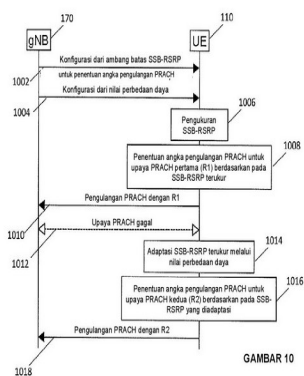 170
110
gNB
UE
Konfigurasi dari ambang batas SSB-RSRP
untuk penentuan angka pengulangan PRACH
1002
Konfigurasi dari nilai perbedaan daya
1004
1006
Pengukuran
SSB-RSRP
1008
Penentuan angka pengulangan PRACH untuk
upaya PRACH pertama (R1) berdasarkan pada
SSB-RSRP terukur
Pengulangan PRACH dengan R1
1010
Upaya PRACH gagal
1012
1014
Adaptasi SSB-RSRP terukur melalui
nilai perbedaan daya
1016
Penentuan angka pengulangan PRACH untuk
upaya PRACH kedua (R2) berdasarkan pada SSB-
RSRP yang diadaptasi
Pengulangan PRACH dengan R2
1018
GAMBAR 10